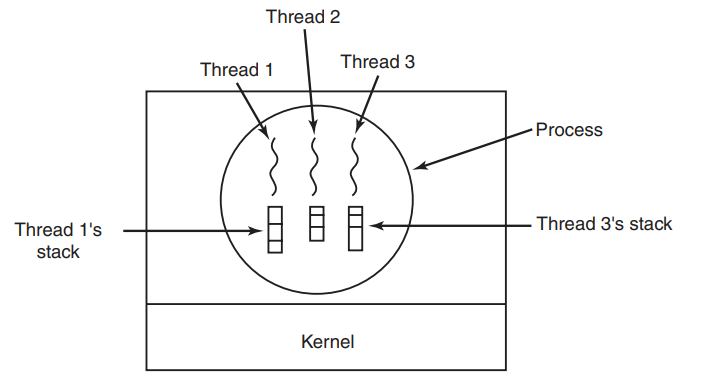 Thread 2
Thread 1
Thread 3
Process
Thread 1's
stack
Thread 3's stack
Kernel